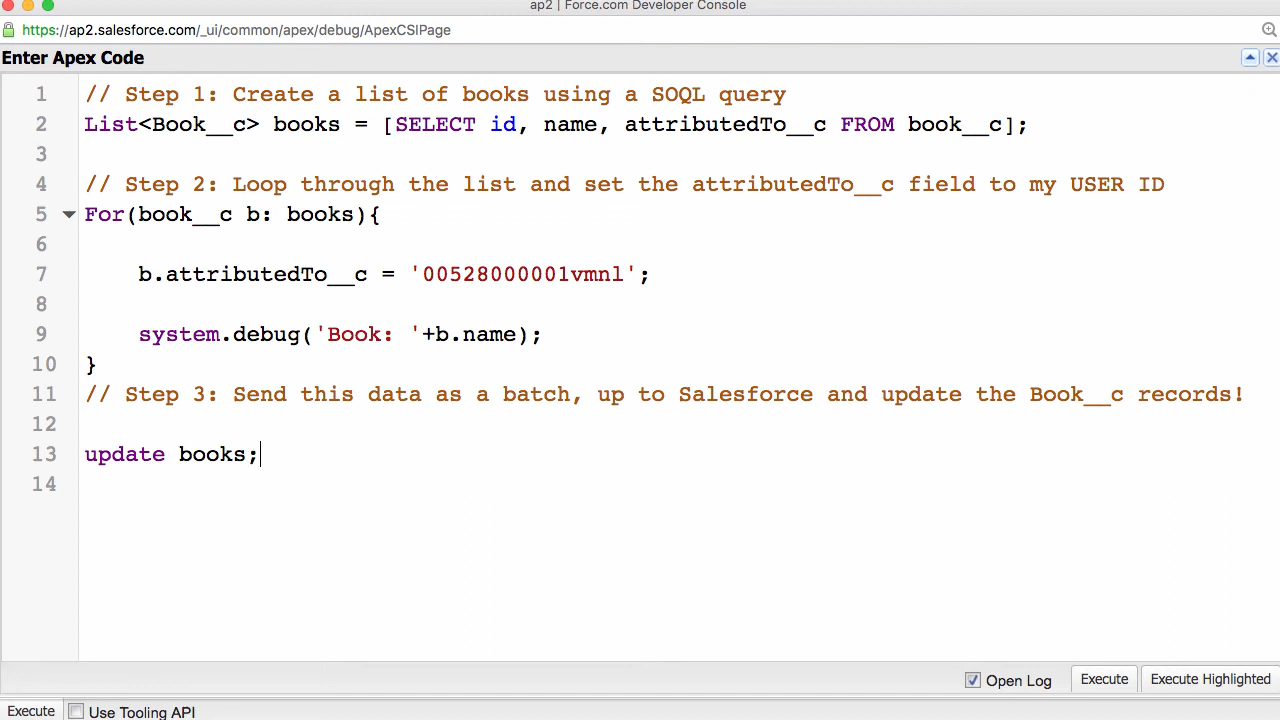 ap2 | Force.com Developer Console
https://ap2.salesforce.com/_ui/common/apex/debug/ApexCSIPage
Enter Apex Code
1 // Step 1: Create a list of books using a SOQL query
2 List<Book__c> books = [SELECT id, name, attributedTo__c FROM book__c];
3
4 // Step 2: Loop through the list and set the attributedTo__c field to my USER ID
5 For(book__c b: books){
6
7 b.attributedTo__c = '00528000001vmnl';
8
9 system.debug('Book: '+b.name);
10 }
11 // Step 3: Send this data as a batch, up to Salesforce and update the Book__c records!
12
13 update books;
14
Open Log Execute Execute Highlighted
Execute Use Tooling API